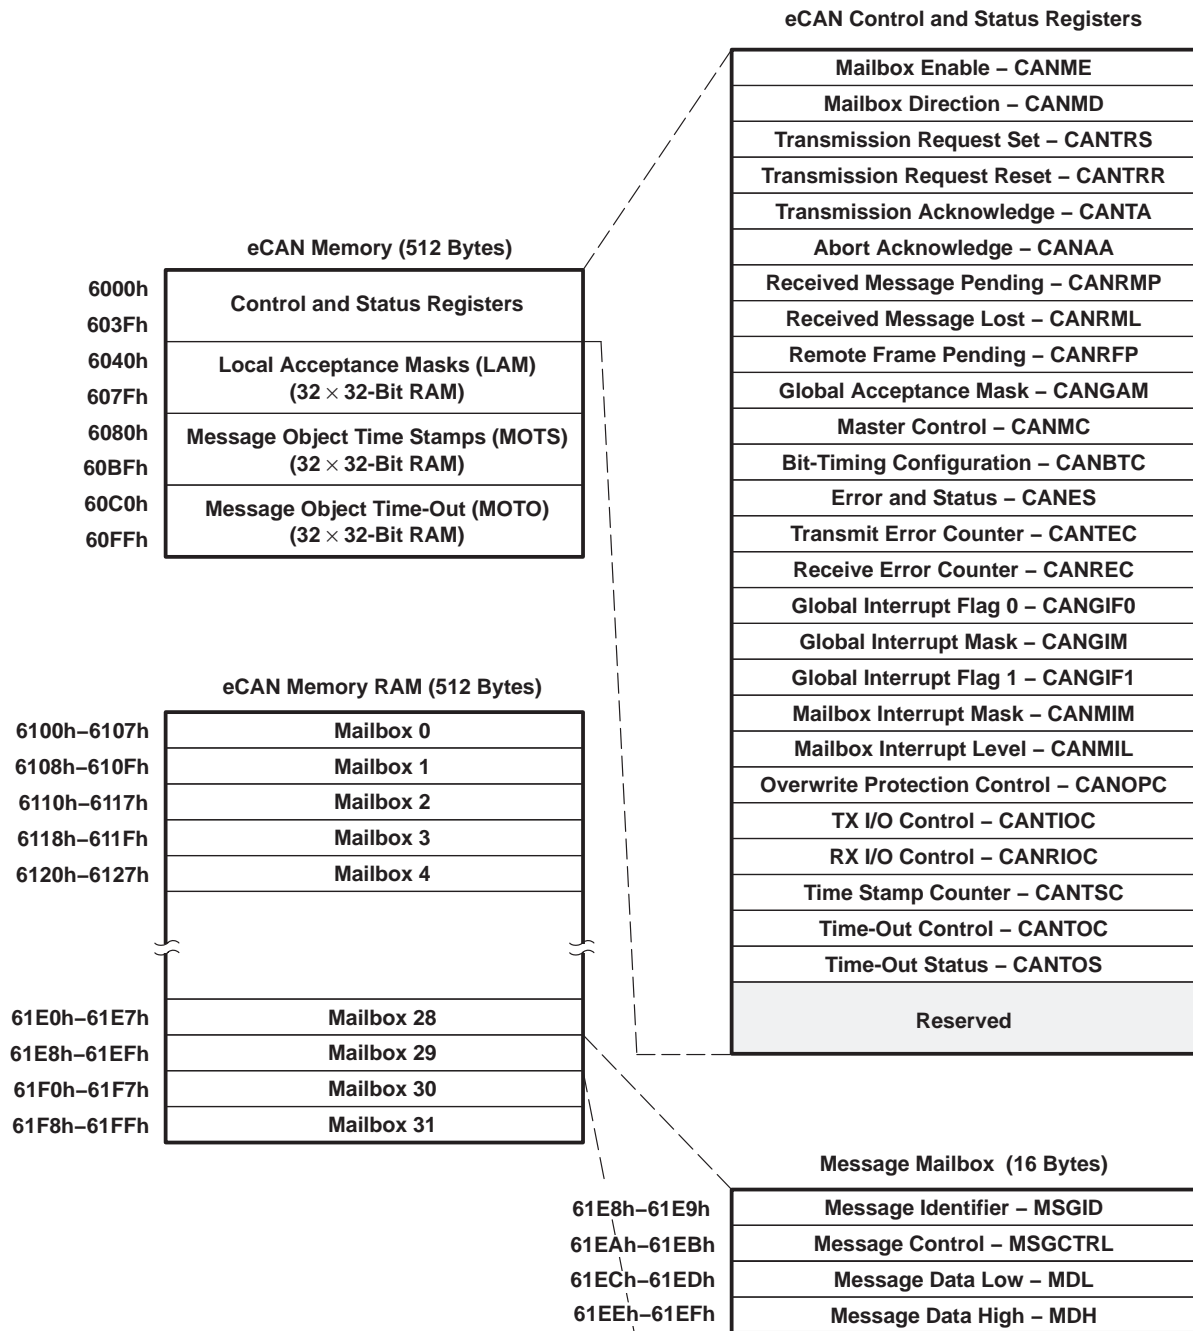 eCAN Control and Status Registers
Mailbox Enable – CANME
Mailbox Direction – CANMD
Transmission Request Set – CANTRS
Transmission Request Reset – CANTRR
Transmission Acknowledge – CANTA
Abort Acknowledge – CANAA
Received Message Pending – CANRMP
Received Message Lost – CANRML
Remote Frame Pending – CANRFP
Global Acceptance Mask – CANGAM
Master Control – CANMC
Bit-Timing Configuration – CANBTC
Error and Status – CANES
Transmit Error Counter – CANTEC
Receive Error Counter – CANREC
Global Interrupt Flag 0 – CANGIF0
Global Interrupt Mask – CANGIM
Global Interrupt Flag 1 – CANGIF1
Mailbox Interrupt Mask – CANMIM
Mailbox Interrupt Level – CANMIL
Overwrite Protection Control – CANOPC
TX I/O Control – CANTIOC
RX I/O Control – CANRIOC
Time Stamp Counter – CANTSC
Time-Out Control – CANTOC
Time-Out Status – CANTOS
Reserved
eCAN Memory (512 Bytes)
6000h
Control and Status Registers
603Fh
6040h
Local Acceptance Masks (LAM)
(32 × 32-Bit RAM)
607Fh
6080h
Message Object Time Stamps (MOTS)
(32 × 32-Bit RAM)
60BFh
60C0h
Message Object Time-Out (MOTO)
(32 × 32-Bit RAM)
60FFh
eCAN Memory RAM (512 Bytes)
6100h–6107h Mailbox 0
6108h–610Fh Mailbox 1
6110h–6117h Mailbox 2
6118h–611Fh Mailbox 3
6120h–6127h Mailbox 4
61E0h–61E7h Mailbox 28
61E8h–61EFh Mailbox 29
61F0h–61F7h Mailbox 30
61F8h–61FFh Mailbox 31
Message Mailbox (16 Bytes)
61E8h–61E9h Message Identifier – MSGID
61EAh–61EBh Message Control – MSGCTRL
61ECh–61EDh Message Data Low – MDL
61EEh–61EFh Message Data High – MDH